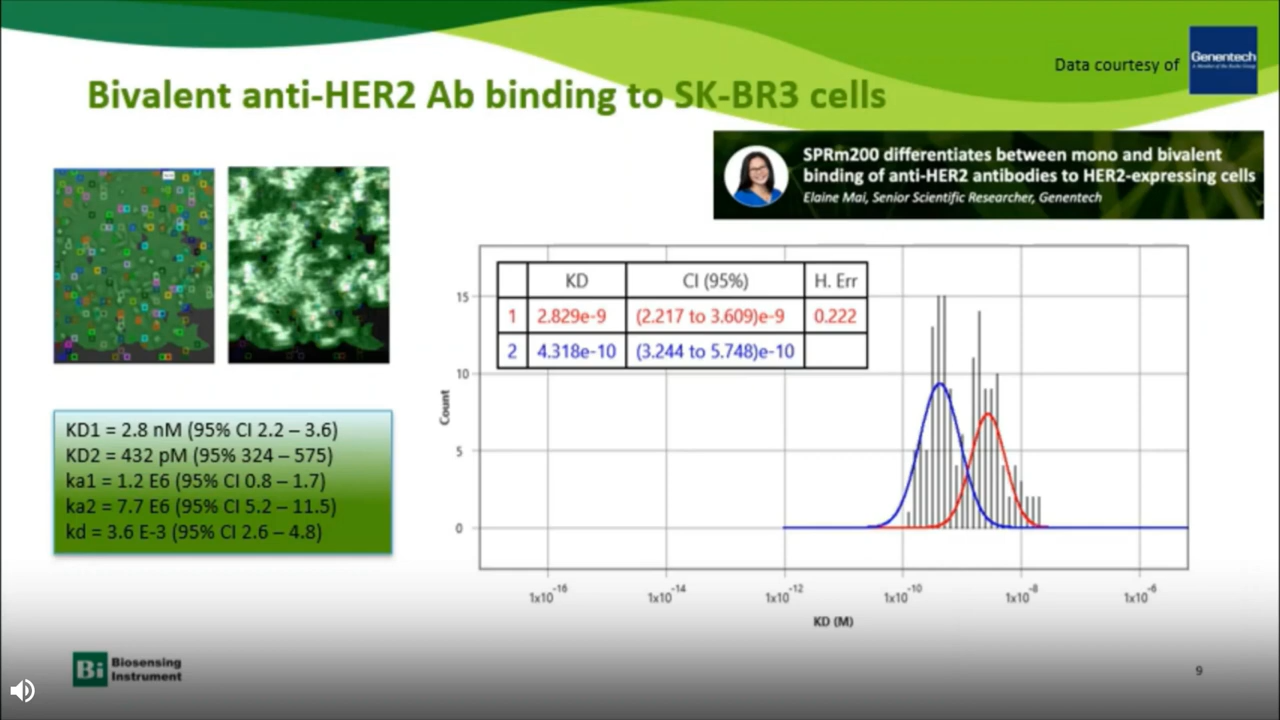 Data courtesy of
Genentech
Bivalent anti-HER2 Ab binding to SK-BR3 cells
SPRm200 differentiates between mono and bivalent
binding of anti-HER2 antibodies to HER2-expressing cells
Elaine Mai, Senior Scientific Researcher, Genentech
KD CI (95%) H. Err
1 2.829e-9 (2.217 to 3.609)e-9 0.222
2 4.318e-10 (3.244 to 5.748)e-10
15
10
5
0
Count
1x10^-16 1x10^-14 1x10^-12 1x10^-10 1x10^-8 1x10^-6
KD (M)
KD1 = 2.8 nM (95% CI 2.2 – 3.6)
KD2 = 432 pM (95% 324 – 575)
ka1 = 1.2 E6 (95% CI 0.8 – 1.7)
ka2 = 7.7 E6 (95% CI 5.2 – 11.5)
kd = 3.6 E-3 (95% CI 2.6 – 4.8)
Bi Biosensing
Instrument
9